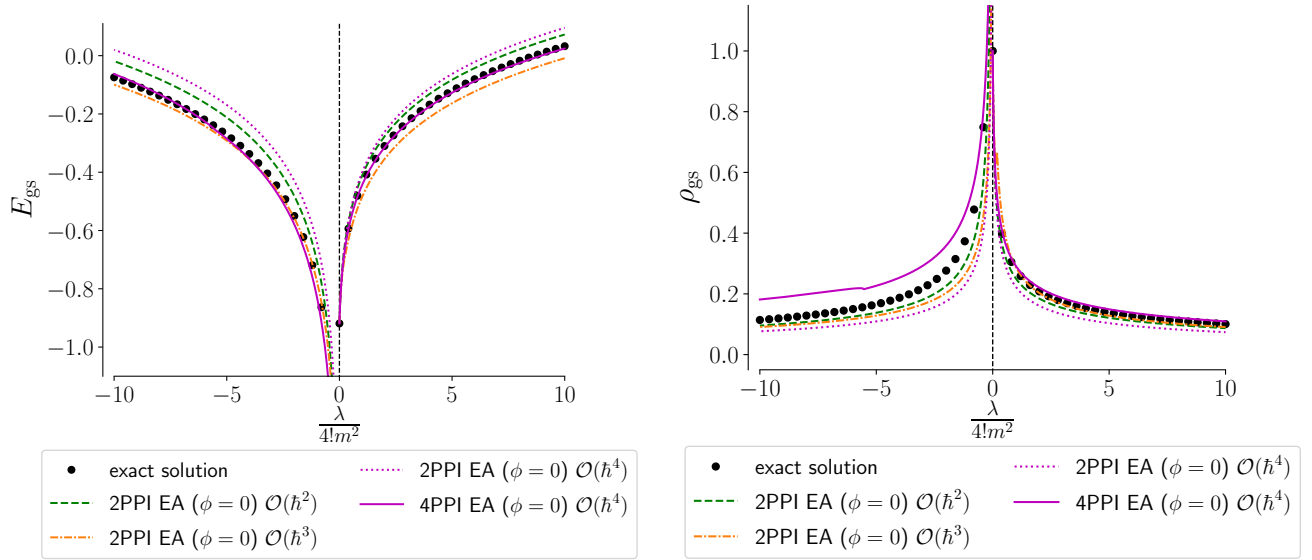 0.0
−0.2
−0.4
−0.6
−0.8
−1.0
E_gs
−10 −5 0 5 10
λ
4!m²
exact solution
2PPI EA (ϕ = 0) O(ħ²)
2PPI EA (ϕ = 0) O(ħ³)
2PPI EA (ϕ = 0) O(ħ⁴)
4PPI EA (ϕ = 0) O(ħ⁴)
1.0
0.8
0.6
0.4
0.2
0.0
ρ_gs
−10 −5 0 5 10
λ
4!m²
exact solution
2PPI EA (ϕ = 0) O(ħ²)
2PPI EA (ϕ = 0) O(ħ³)
2PPI EA (ϕ = 0) O(ħ⁴)
4PPI EA (ϕ = 0) O(ħ⁴)